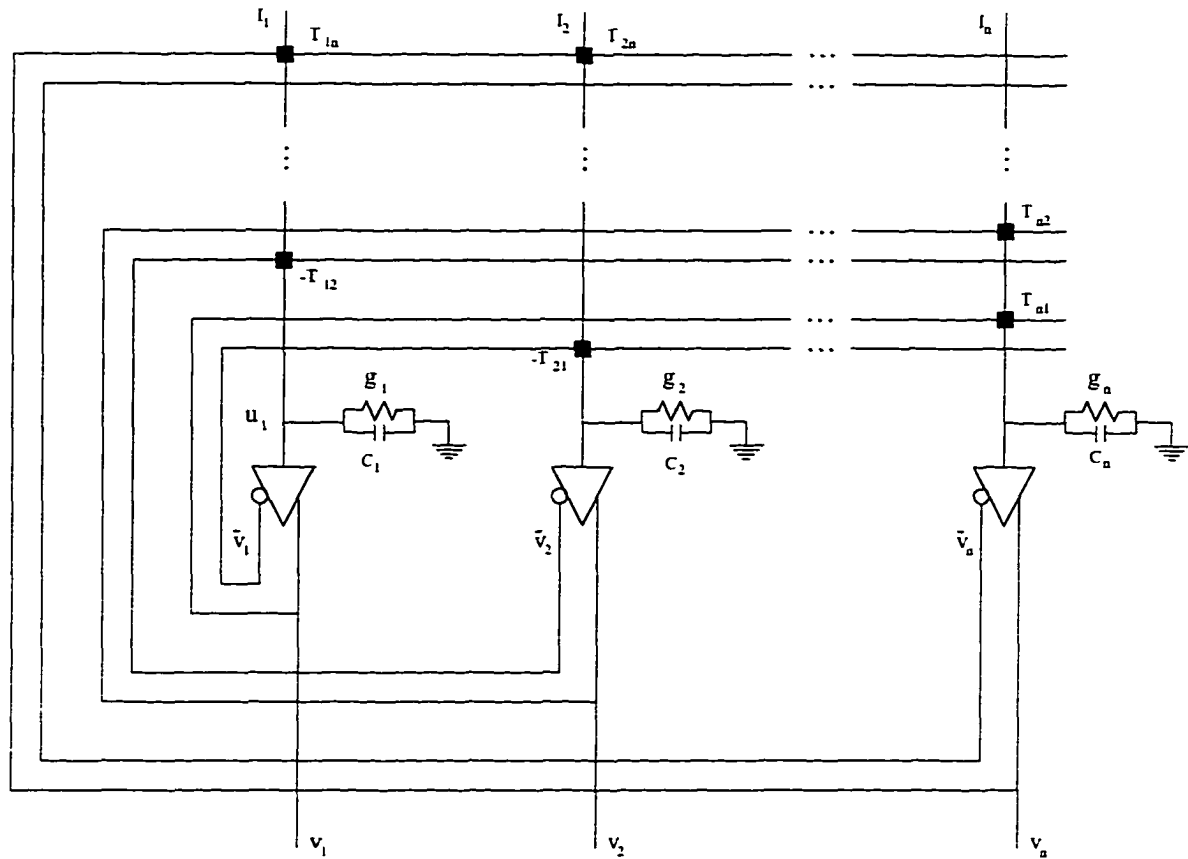 I₁ I₂ Iₙ
T₁ₙ T₂ₙ
... ...
Tₙ₂
-T₁₂
Tₙ₁
-T₂₁
g₁ g₂ gₙ
u₁
C₁ C₂ Cₙ
v̄₁ v̄₂ v̄ₙ
v₁ v₂ vₙ